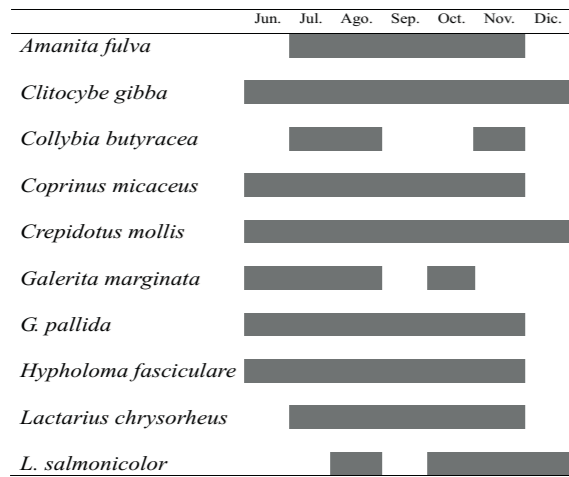 Jun. Jul. Ago. Sep. Oct. Nov. Dic.
Amanita fulva
Clitocybe gibba
Collybia butyracea
Coprinus micaceus
Crepidotus mollis
Galerita marginata
G. pallida
Hypholoma fasciculare
Lactarius chrysorheus
L. salmonicolor